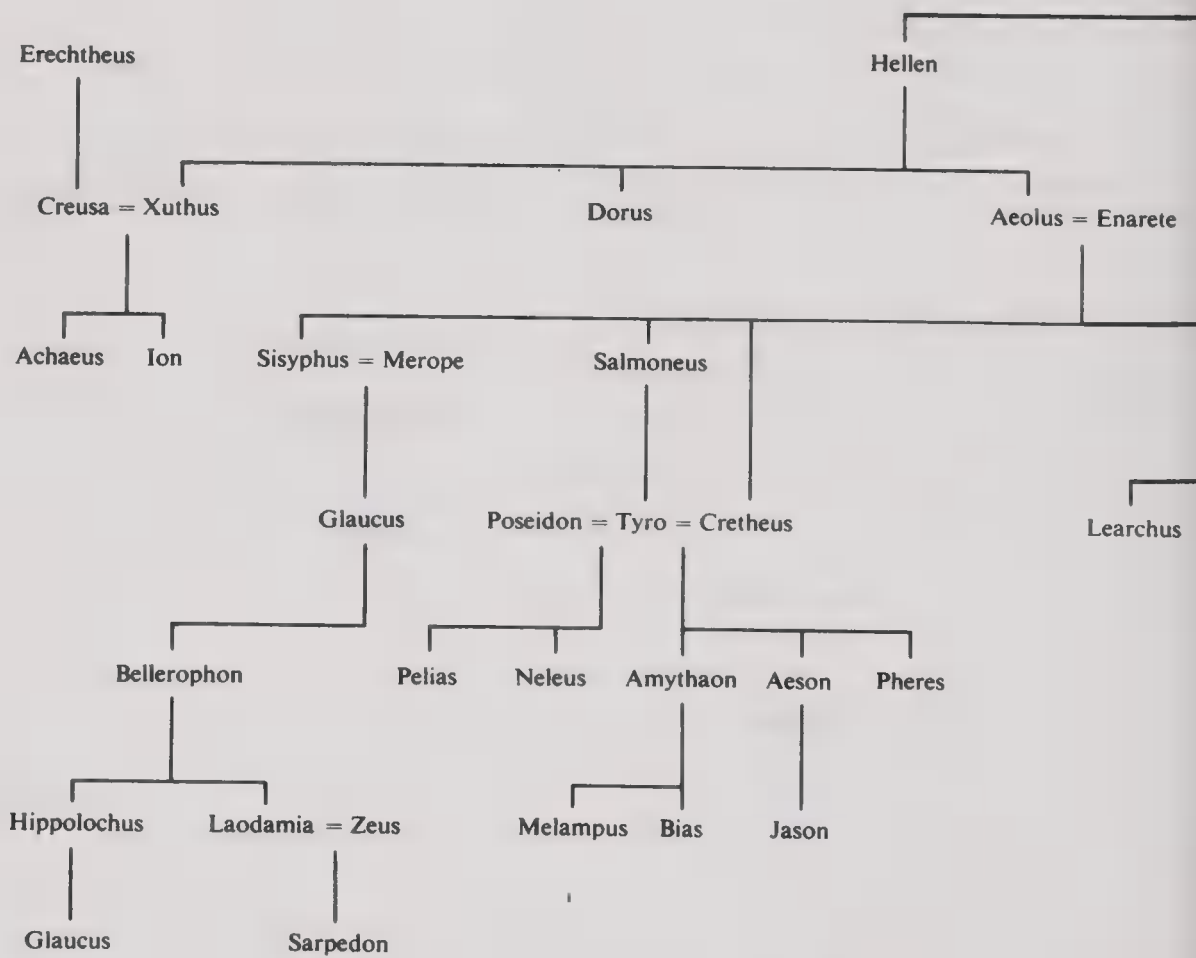 Erechtheus
Hellen
Creusa = Xuthus
Dorus
Aeolus = Enarete
Achaeus
Ion
Sisyphus = Merope
Salmoneus
Glaucus
Poseidon = Tyro = Cretheus
Learchus
Bellerophon
Pelias
Neleus
Amythaon
Aeson
Pheres
Hippolochus
Laodamia = Zeus
Melampus
Bias
Jason
Glaucus
Sarpedon